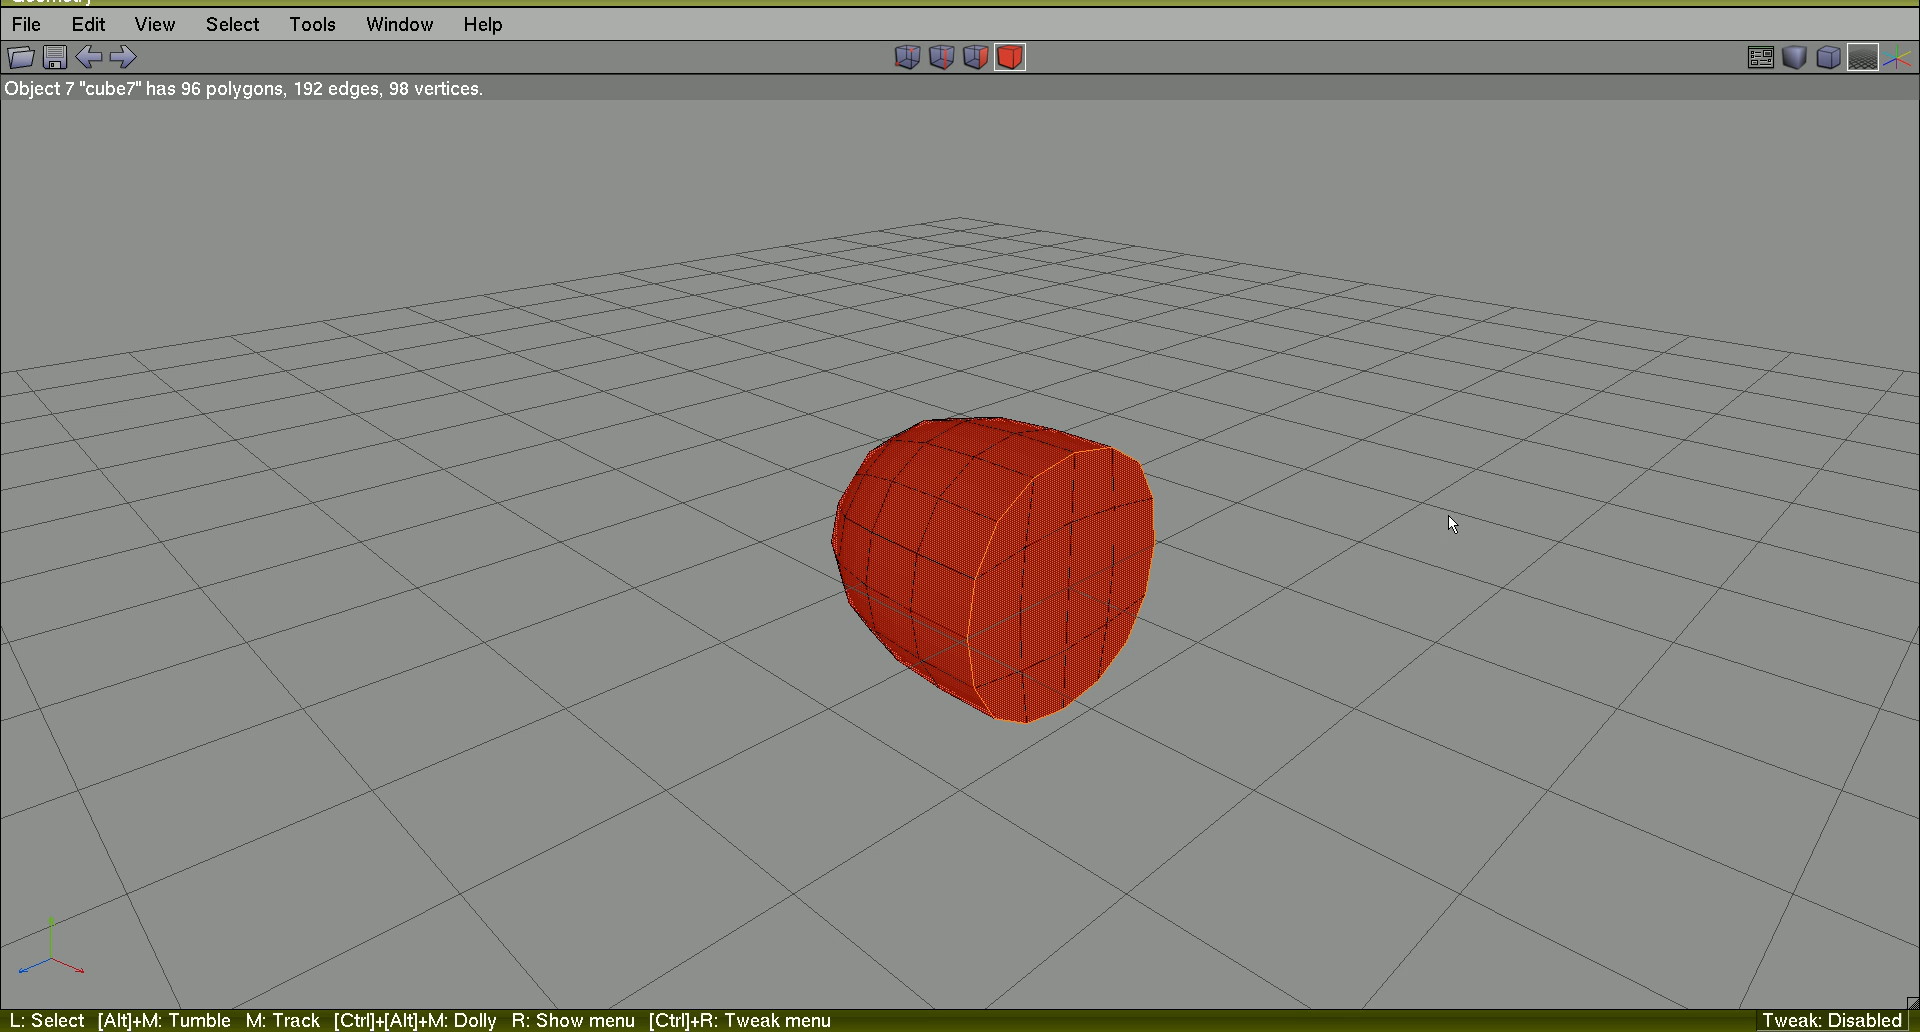 Geometry
File Edit View Select Tools Window Help
Object 7 "cube7" has 96 polygons, 192 edges, 98 vertices.
L: Select [Alt]+M: Tumble M: Track [Ctrl]+[Alt]+M: Dolly R: Show menu [Ctrl]+R: Tweak menu
Tweak: Disabled